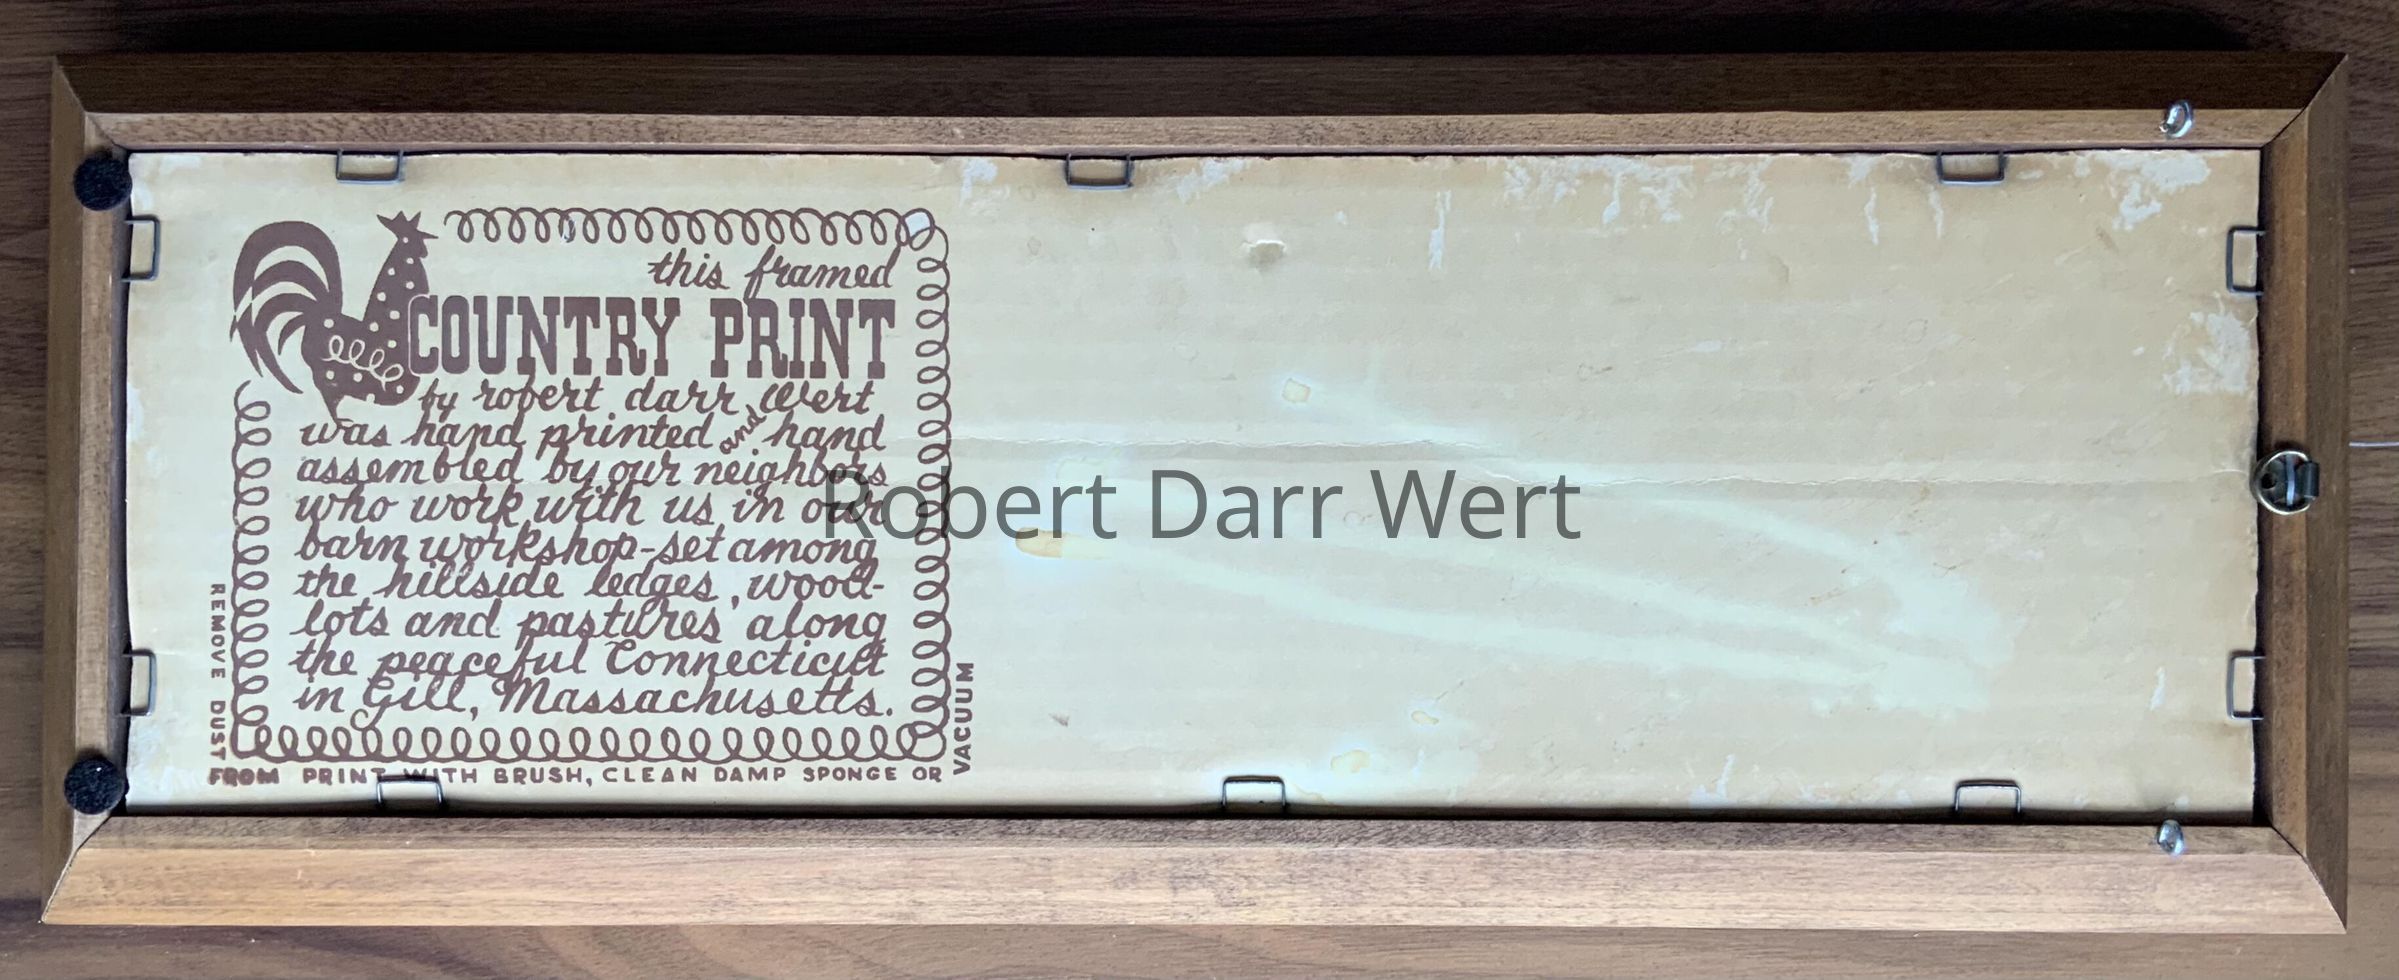 this framed
COUNTRY PRINT
by robert darr Wert
was hand printed and hand
assembled by our neighbors
who work with us in our
barn workshop-set among
the hillside ledges, wood-
lots and pastures along
the peaceful Connecticut
in Gill, Massachusetts.
REMOVE DUST
FROM PRINT WITH BRUSH, CLEAN DAMP SPONGE OR
VACUUM
Robert Darr Wert